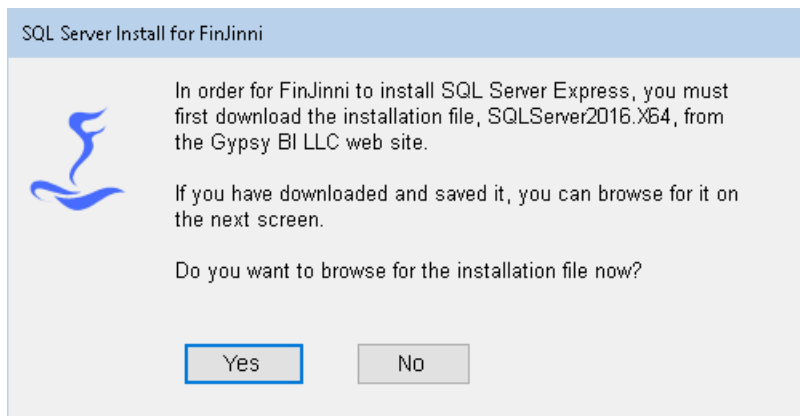 SQL Server Install for FinJinni
In order for FinJinni to install SQL Server Express, you must
first download the installation file, SQLServer2016.X64, from
the Gypsy BI LLC web site.
If you have downloaded and saved it, you can browse for it on
the next screen.
Do you want to browse for the installation file now?
Yes
No